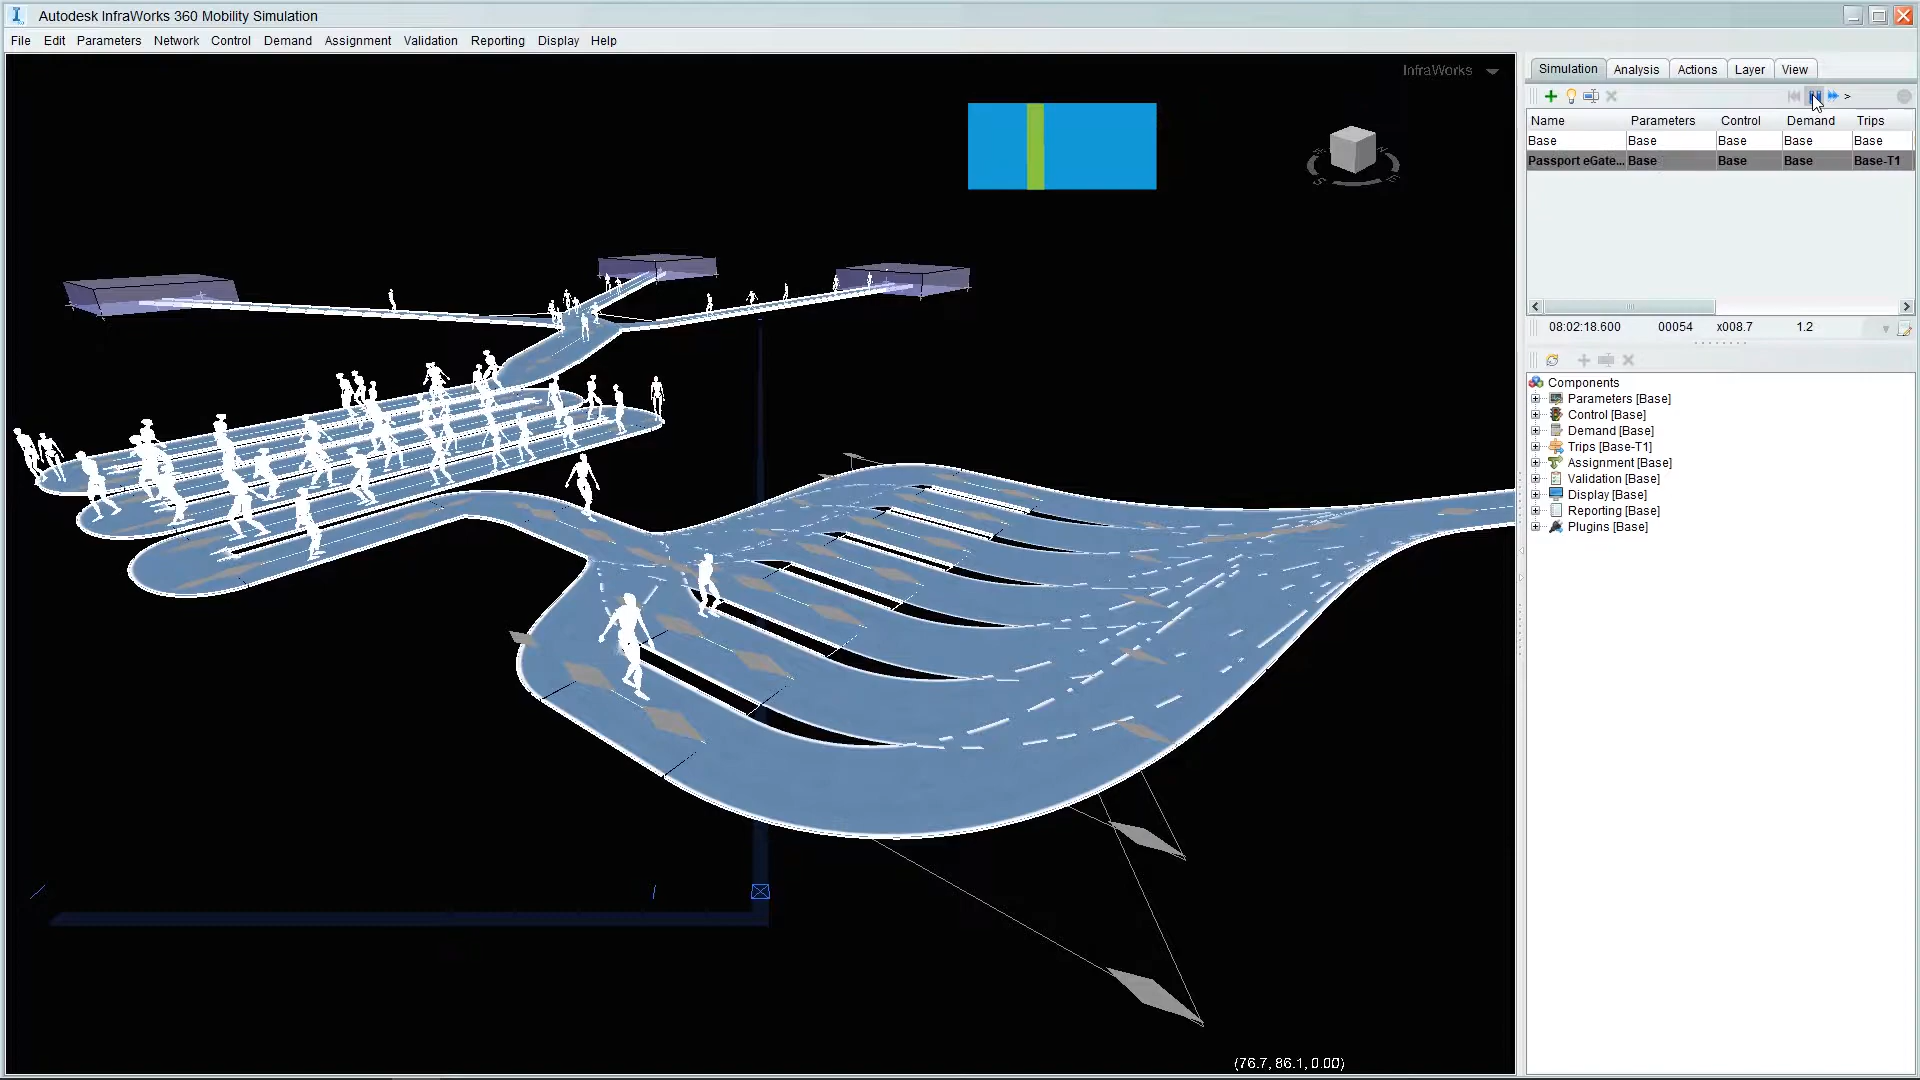 Autodesk InfraWorks 360 Mobility Simulation
File Edit Parameters Network Control Demand Assignment Validation Reporting Display Help
InfraWorks
Simulation Analysis Actions Layer View
>
Name Parameters Control Demand Trips
Base Base Base Base Base
Passport eGate... Base Base Base Base-T1
08:02:18.600 00054 x008.7 1.2
Components
Parameters [Base]
Control [Base]
Demand [Base]
Trips [Base-T1]
Assignment [Base]
Validation [Base]
Display [Base]
Reporting [Base]
Plugins [Base]
(76.7, 86.1, 0.00)